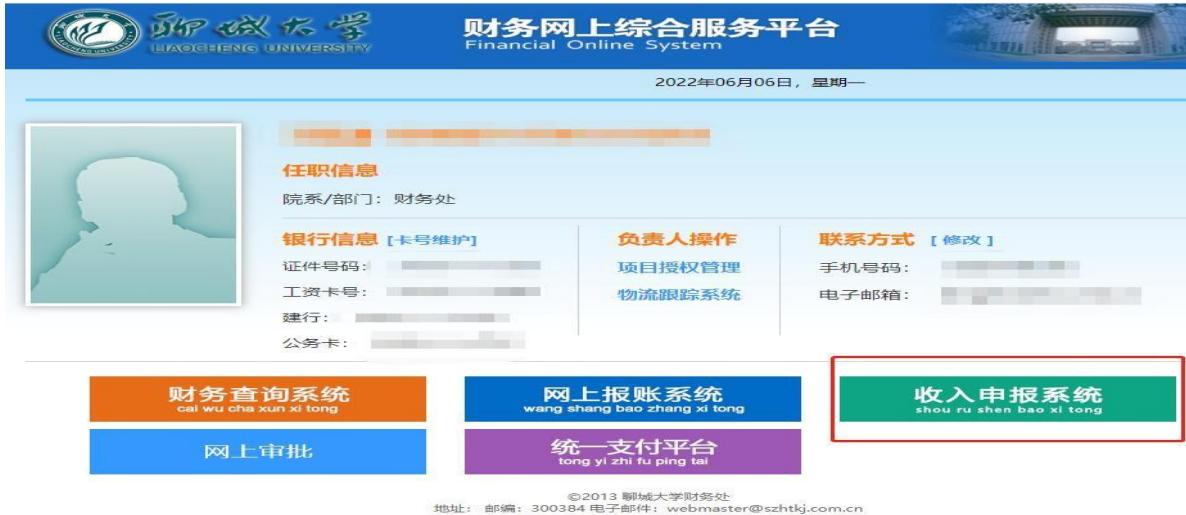 聊城大学
LIAOCHENG UNIVERSITY
财务网上综合服务平台
Financial Online System
2022年06月06日，星期一
任职信息
院系/部门：财务处
银行信息 [卡号维护]
证件号码：
工资卡号：
建行：
公务卡：
负责人操作
项目授权管理
物流跟踪系统
联系方式 [ 修改 ]
手机号码：
电子邮箱：
财务查询系统
cai wu cha xun xi tong
网上报账系统
wang shang bao zhang xi tong
收入申报系统
shou ru shen bao xi tong
网上审批
统一支付平台
tong yi zhi fu ping tai
©2013 聊城大学财务处
地址： 邮编：300384 电子邮件：webmaster@szhtkj.com.cn